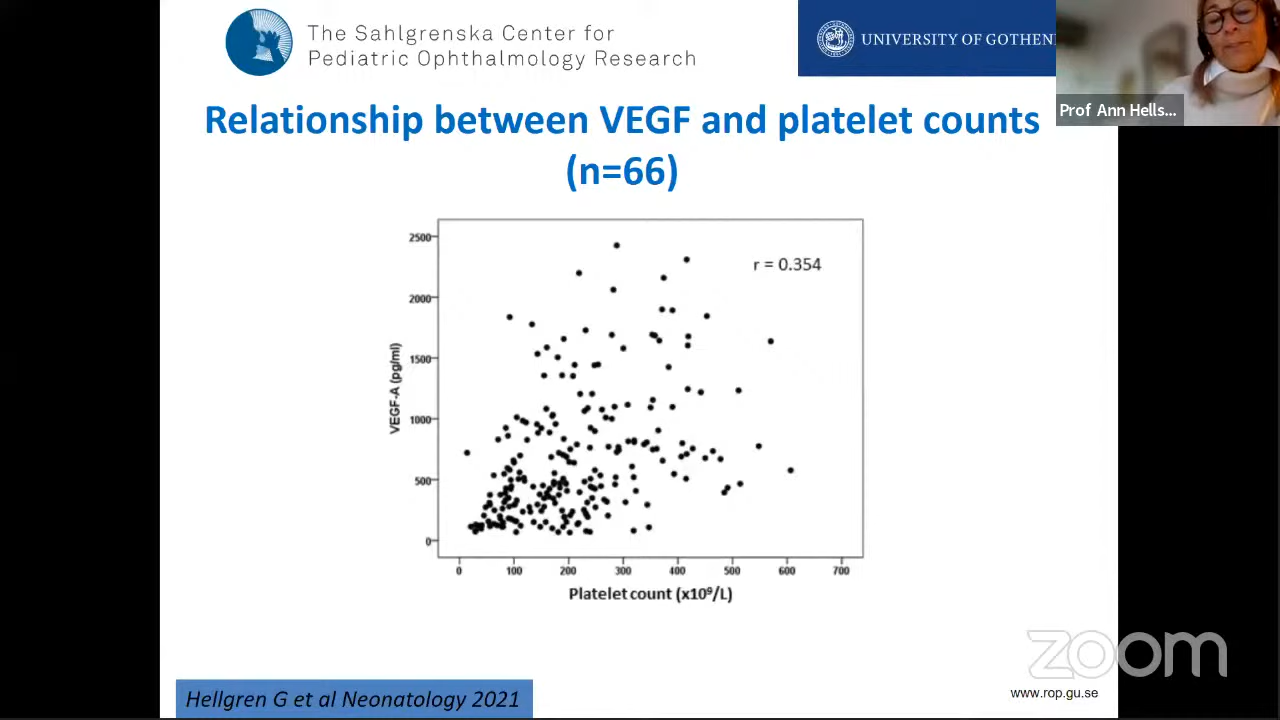 The Sahlgrenska Center for
Pediatric Ophthalmology Research
UNIVERSITY OF GOTHEN
Prof Ann Hells...
Relationship between VEGF and platelet counts
(n=66)
r = 0.354
2500
2000
1500
1000
500
0
VEGF-A (pg/ml)
0 100 200 300 400 500 600 700
Platelet count (x10⁹/L)
zoom
www.rop.gu.se
Hellgren G et al Neonatology 2021